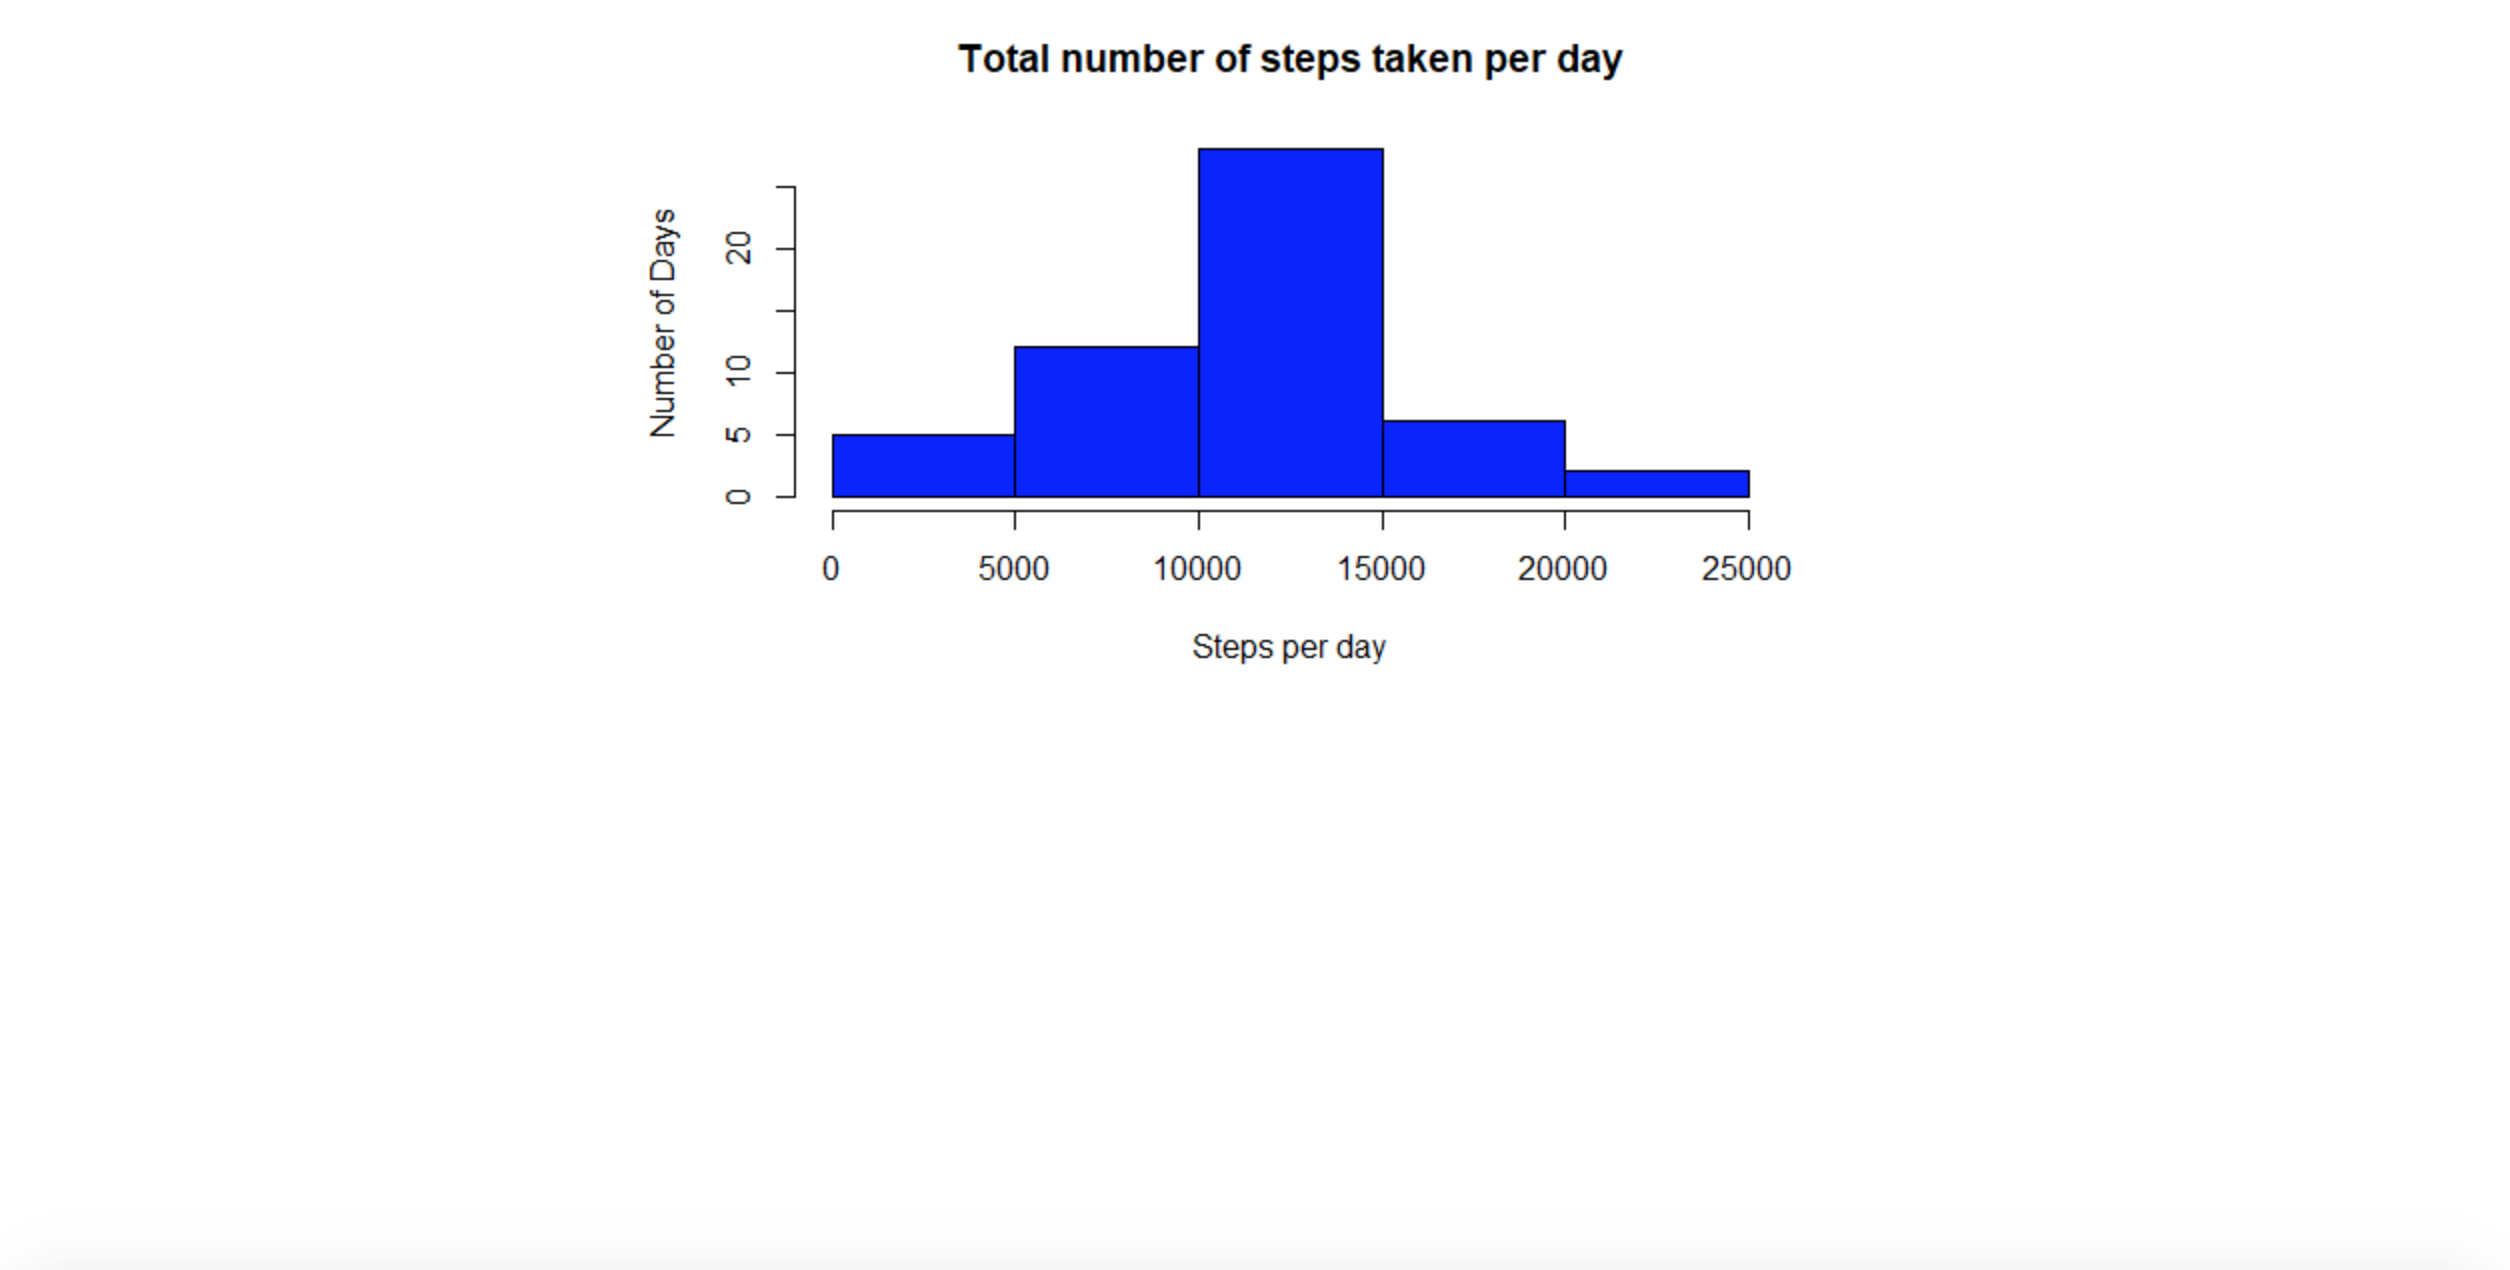 Total number of steps taken per day
Number of Days
20
10
5
0
0 5000 10000 15000 20000 25000
Steps per day